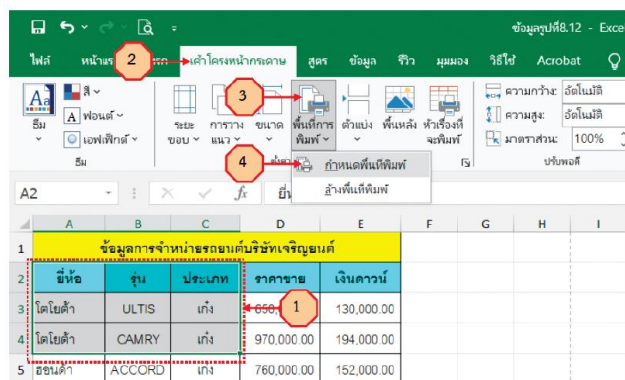 ข้อมูลรูปที่8.12 - Exce
ไฟล์ หน้าแร 2 เค้าโครงหน้ากระดาษ สูตร ข้อมูล รีวิว มุมมอง วิธีใช้ Acrobat
Aa สี ความกว้าง: อัตโนมัติ
A ฟอนต์ 3 ความสูง: อัตโนมัติ
ธีม เอฟเฟ็กต์ ระยะขอบ การวางแนว ขนาด พื้นที่การพิมพ์ ตัวแบ่ง พื้นหลัง หัวเรื่องที่จะพิมพ์ มาตราส่วน: 100%
ธีม ปรับพอดี
4 กำหนดพื้นที่พิมพ์
ล้างพื้นที่พิมพ์
A2 fx ยี่
A B C D E F G H I
1 ข้อมูลการจำหน่ายรถยนต์บริษัทเจริญยนต์
2 ยี่ห้อ รุ่น ประเภท ราคาขาย เงินดาวน์
3 โตโยต้า ULTIS เก๋ง 650, 1 130,000.00
4 โตโยต้า CAMRY เก๋ง 970,000.00 194,000.00
5 ฮอนด้า ACCORD เก๋ง 760,000.00 152,000.00